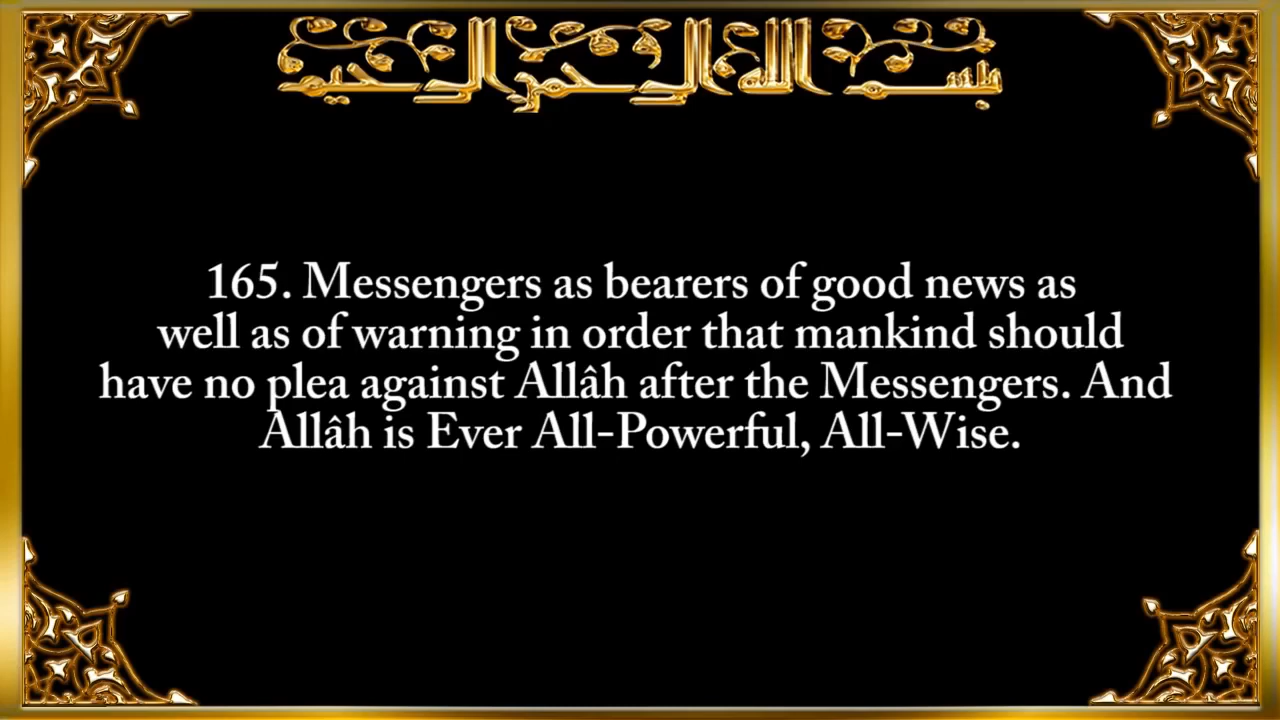 بسم الله الرحمن الرحيم
165. Messengers as bearers of good news as
well as of warning in order that mankind should
have no plea against Allâh after the Messengers. And
Allâh is Ever All-Powerful, All-Wise.